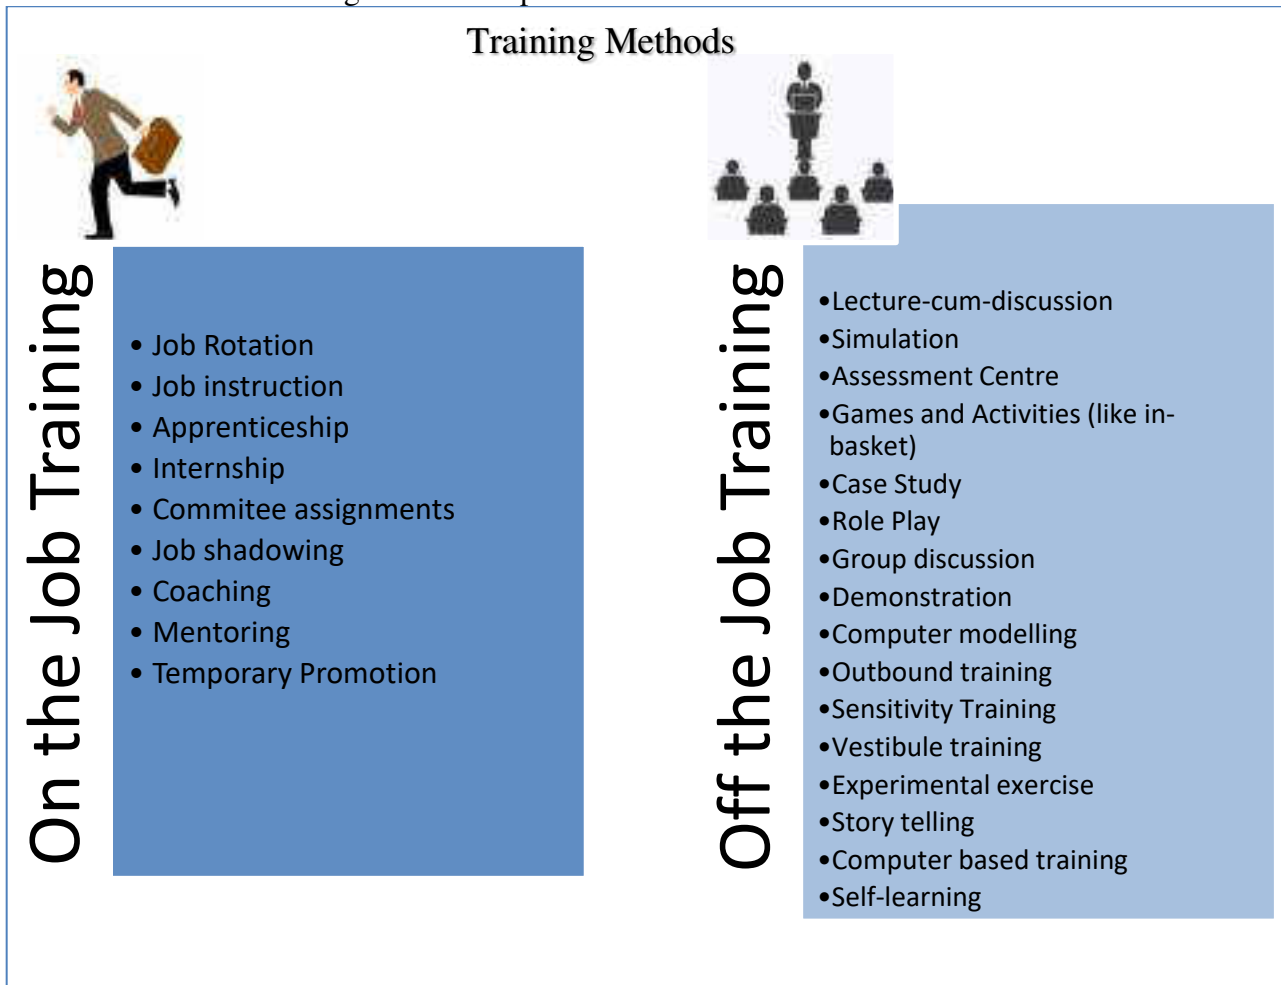 Training Methods
On the Job Training
• Job Rotation
• Job instruction
• Apprenticeship
• Internship
• Commitee assignments
• Job shadowing
• Coaching
• Mentoring
• Temporary Promotion
Off the Job Training
•Lecture-cum-discussion
•Simulation
•Assessment Centre
•Games and Activities (like in-
basket)
•Case Study
•Role Play
•Group discussion
•Demonstration
•Computer modelling
•Outbound training
•Sensitivity Training
•Vestibule training
•Experimental exercise
•Story telling
•Computer based training
•Self-learning